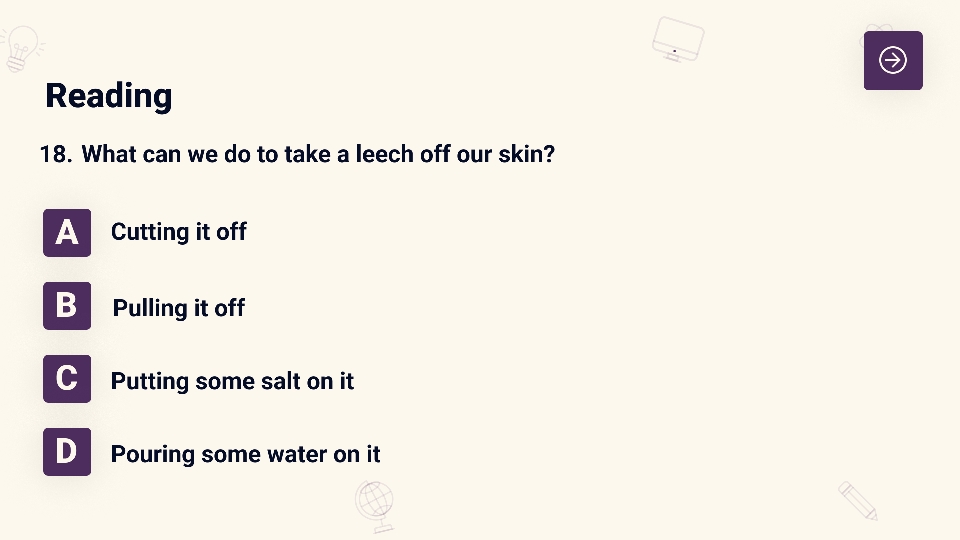 Reading
18. What can we do to take a leech off our skin?
A Cutting it off
B Pulling it off
C Putting some salt on it
D Pouring some water on it